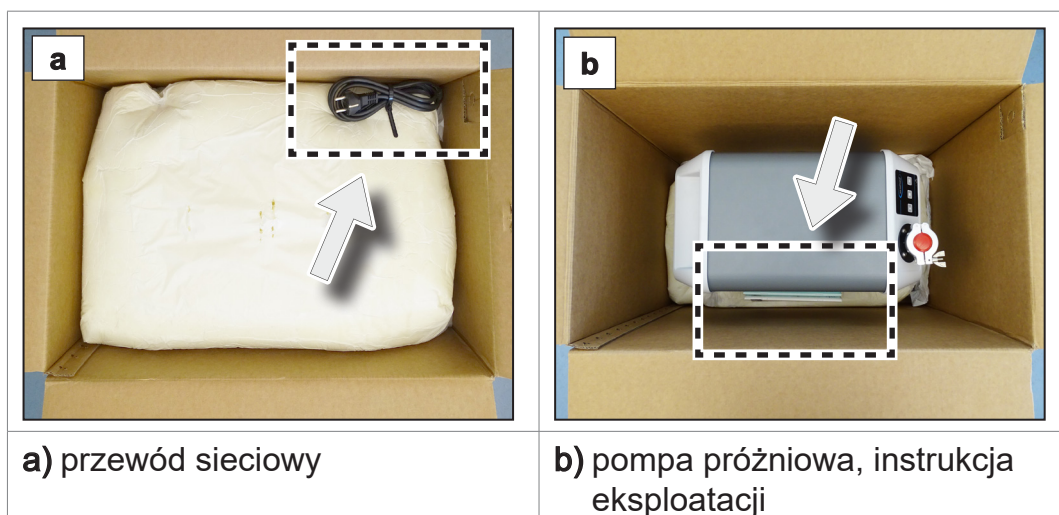 a
b
a) przewód sieciowy
b) pompa próżniowa, instrukcja
eksploatacji